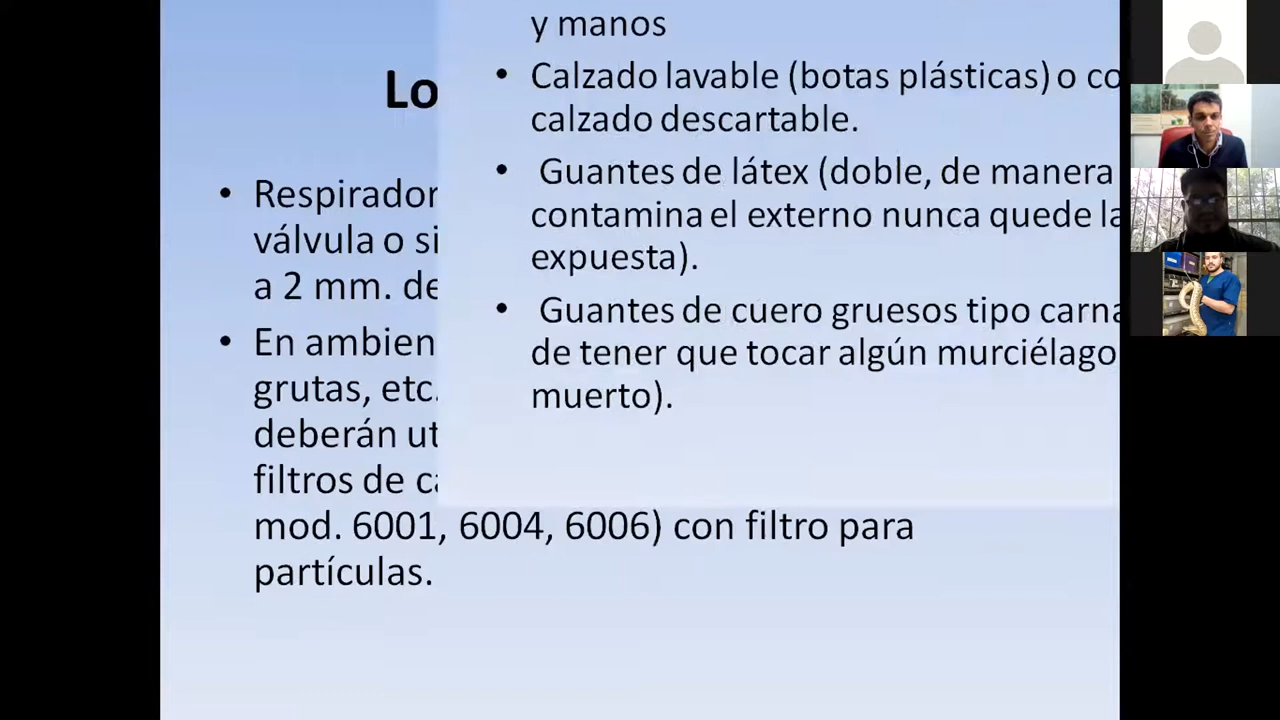 Lo
• Respirador
válvula o si
a 2 mm. de
• En ambien
grutas, etc.
deberán ut
filtros de ca
mod. 6001, 6004, 6006) con filtro para
partículas.
y manos
• Calzado lavable (botas plásticas) o co
calzado descartable.
• Guantes de látex (doble, de manera
contamina el externo nunca quede la
expuesta).
• Guantes de cuero gruesos tipo carna
de tener que tocar algún murciélago
muerto).